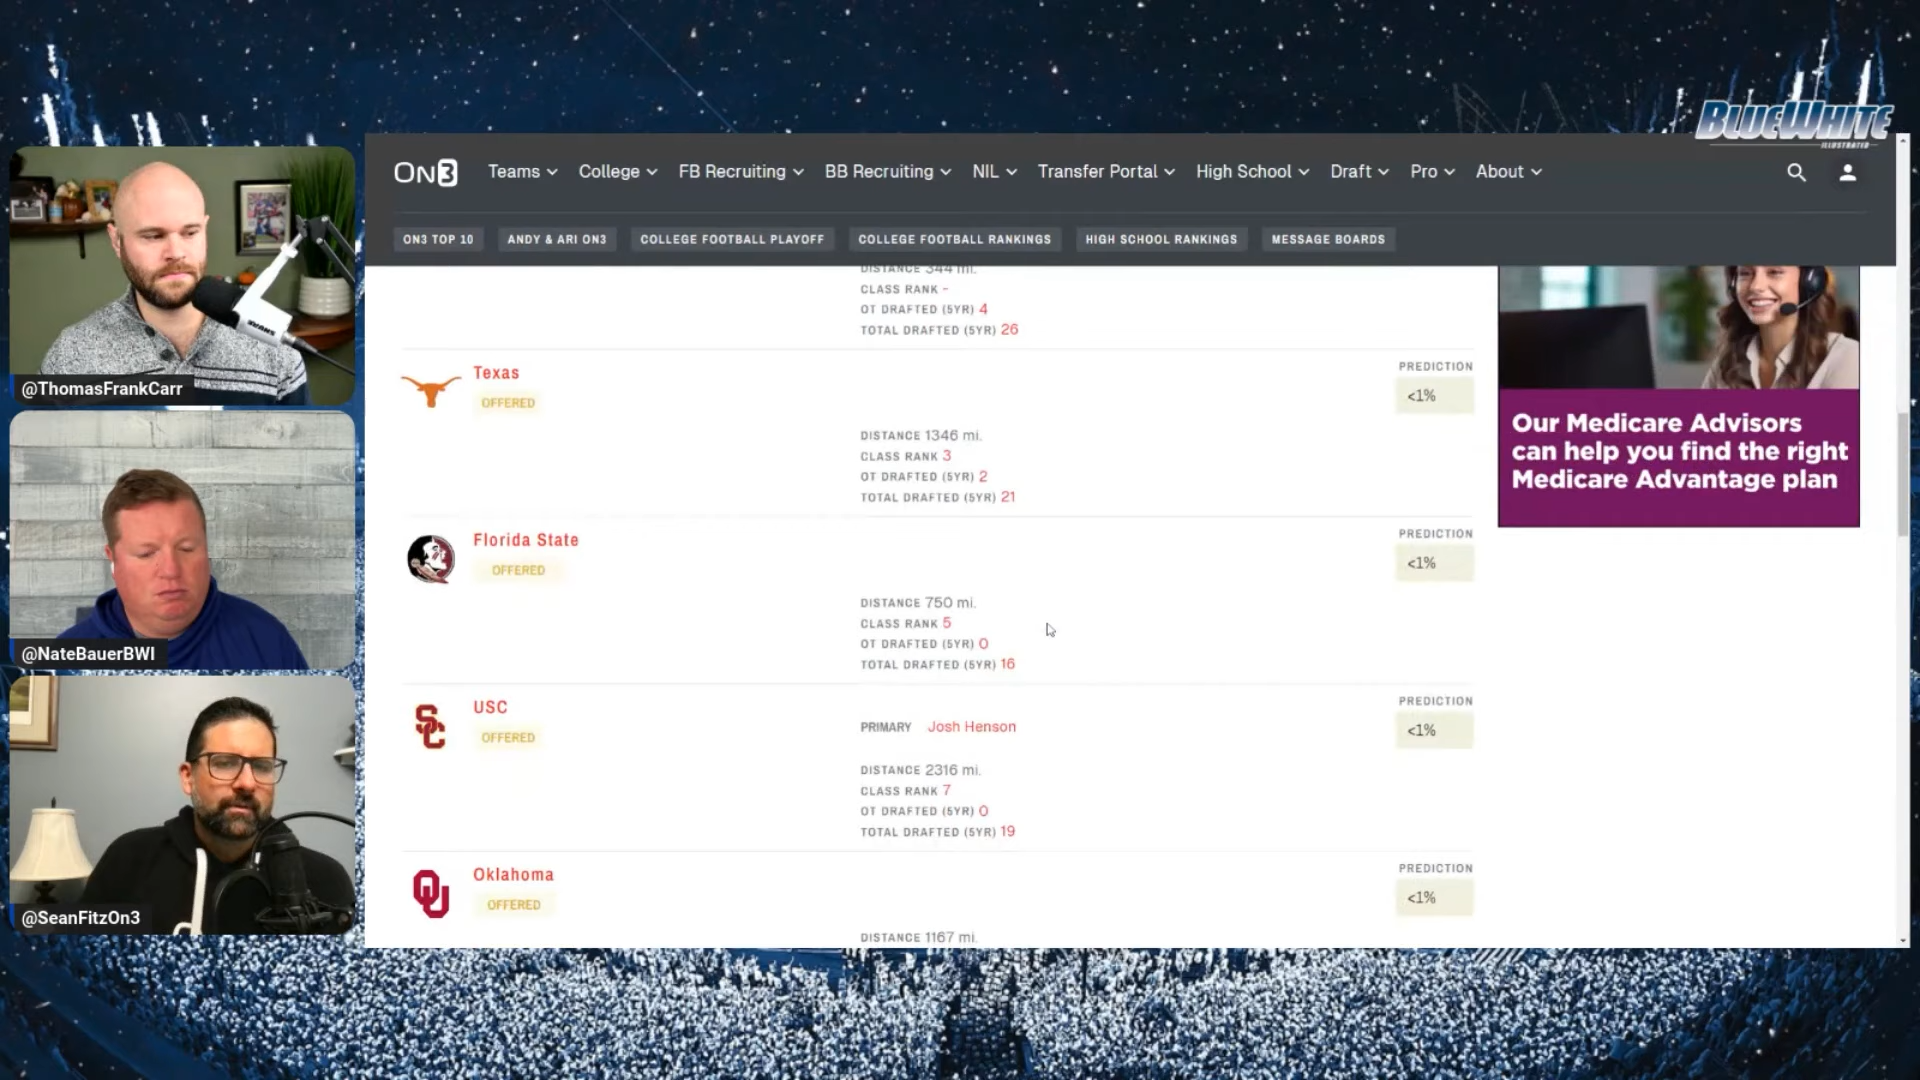 BLUEWHITE
ILLUSTRATED
ON3
Teams
College
FB Recruiting
BB Recruiting
NIL
Transfer Portal
High School
Draft
Pro
About
ON3 TOP 10
ANDY & ARI ON3
COLLEGE FOOTBALL PLAYOFF
COLLEGE FOOTBALL RANKINGS
HIGH SCHOOL RANKINGS
MESSAGE BOARDS
DISTANCE 344 mi.
CLASS RANK -
OT DRAFTED (5YR) 4
TOTAL DRAFTED (5YR) 26
Texas
OFFERED
PREDICTION
<1%
DISTANCE 1346 mi.
CLASS RANK 3
OT DRAFTED (5YR) 2
TOTAL DRAFTED (5YR) 21
Florida State
OFFERED
PREDICTION
<1%
DISTANCE 750 mi.
CLASS RANK 5
OT DRAFTED (5YR) 0
TOTAL DRAFTED (5YR) 16
SC
USC
OFFERED
PRIMARY Josh Henson
PREDICTION
<1%
DISTANCE 2316 mi.
CLASS RANK 7
OT DRAFTED (5YR) 0
TOTAL DRAFTED (5YR) 19
OU
Oklahoma
OFFERED
PREDICTION
<1%
DISTANCE 1167 mi.
Our Medicare Advisors
can help you find the right
Medicare Advantage plan
@ThomasFrankCarr
@NateBauerBWI
@SeanFitzOn3